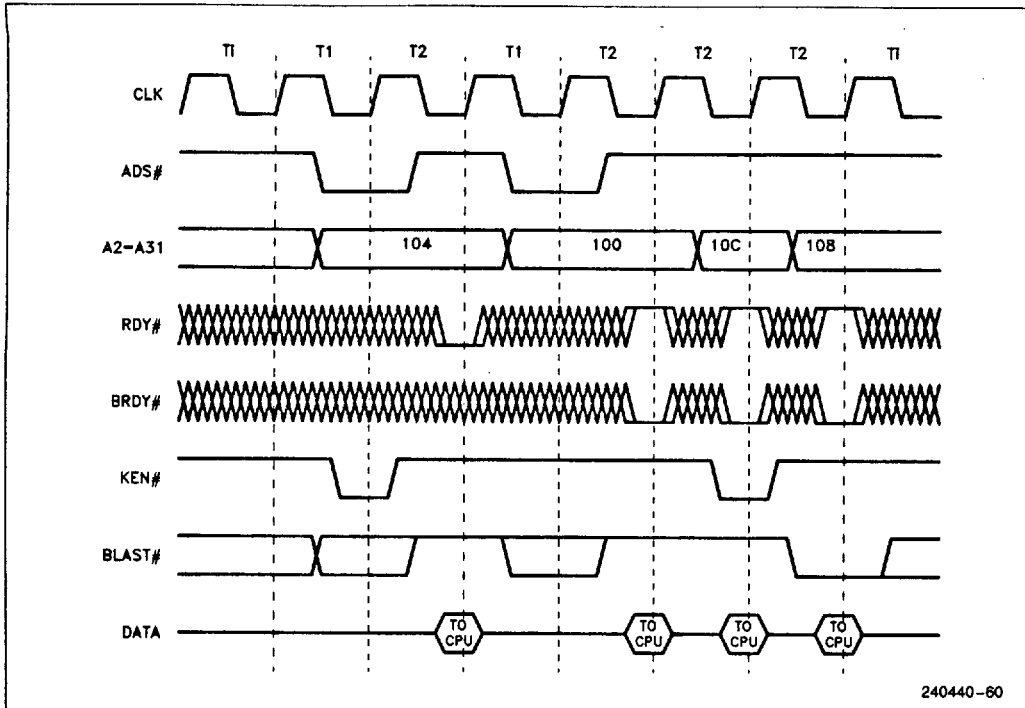 Ti T1 T2 T1 T2 T2 T2 Ti
CLK
ADS#
A2–A31 104 100 10C 108
RDY#
BRDY#
KEN#
BLAST#
DATA TO CPU TO CPU TO CPU TO CPU
240440–60